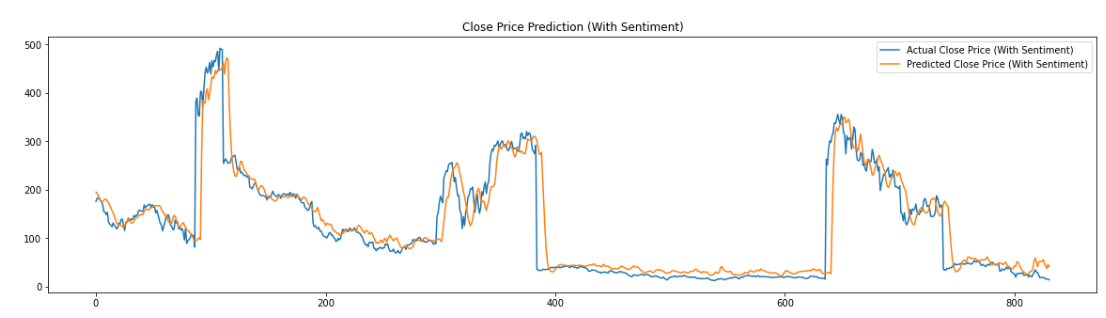 Close Price Prediction (With Sentiment)
Actual Close Price (With Sentiment)
Predicted Close Price (With Sentiment)
500
400
300
200
100
0
0 200 400 600 800